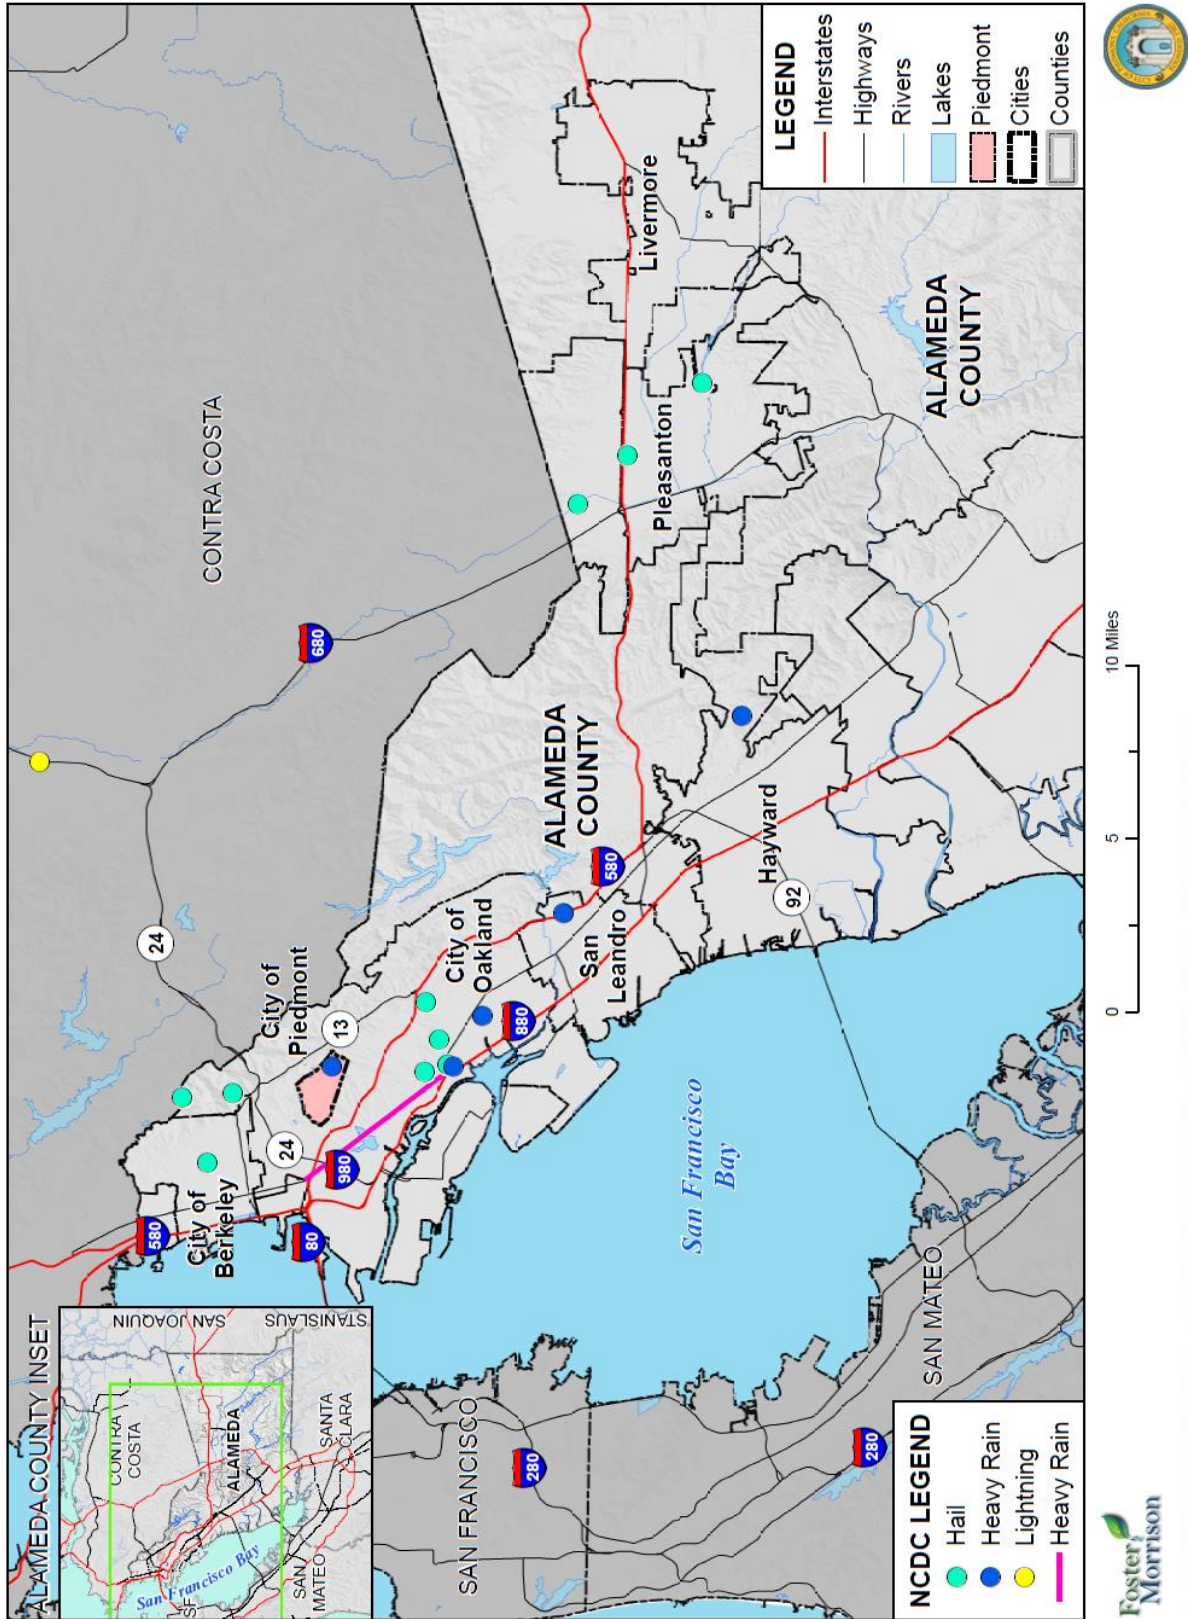 ALAMEDA COUNTY INSET
CONTRA
COSTA
SAN JOAQUIN
STANISLAUS
ALAMEDA
SF
San Francisco Bay
SAN
MATEO
SANTA
CLARA
580
City of
Berkeley
80
24
24
980
City of
Piedmont
13
680
CONTRA COSTA
City of
Oakland
880
San
Leandro
580
ALAMEDA
COUNTY
Hayward
92
Pleasanton
Livermore
ALAMEDA
COUNTY
San Francisco
Bay
SAN FRANCISCO
280
280
SAN MATEO
NCDC LEGEND
Hail
Heavy Rain
Lightning
Heavy Rain
LEGEND
Interstates
Highways
Rivers
Lakes
Piedmont
Cities
Counties
0
5
10 Miles
Foster
Morrison